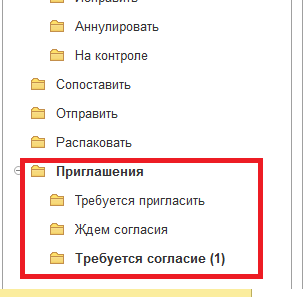 Исправить
Аннулировать
На контроле
Сопоставить
Отправить
Распаковать
Приглашения
Требуется пригласить
Ждем согласия
Требуется согласие (1)